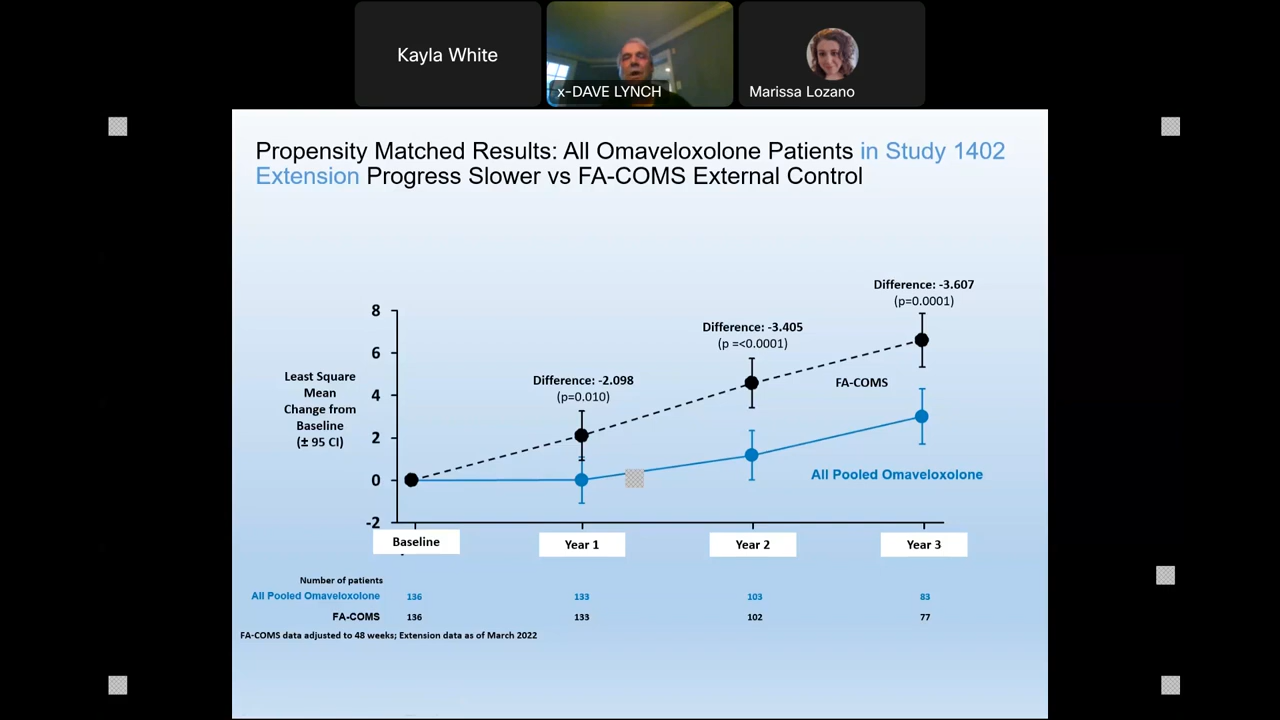 Kayla White
x-DAVE LYNCH
Marissa Lozano
Propensity Matched Results: All Omaveloxolone Patients in Study 1402
Extension Progress Slower vs FA-COMS External Control
Difference: -3.607
(p=0.0001)
Difference: -3.405
(p =<0.0001)
Difference: -2.098
(p=0.010)
8
6
4
2
0
-2
Least Square
Mean
Change from
Baseline
(± 95 CI)
FA-COMS
All Pooled Omaveloxolone
Baseline
Year 1
Year 2
Year 3
Number of patients
All Pooled Omaveloxolone 136 133 103 83
FA-COMS 136 133 102 77
FA-COMS data adjusted to 48 weeks; Extension data as of March 2022